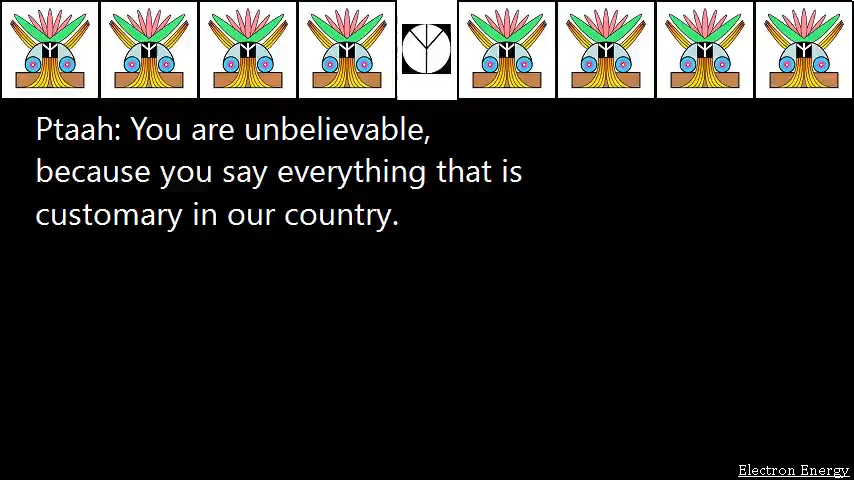 Ptaah: You are unbelievable,
because you say everything that is
customary in our country.
Electron Energy